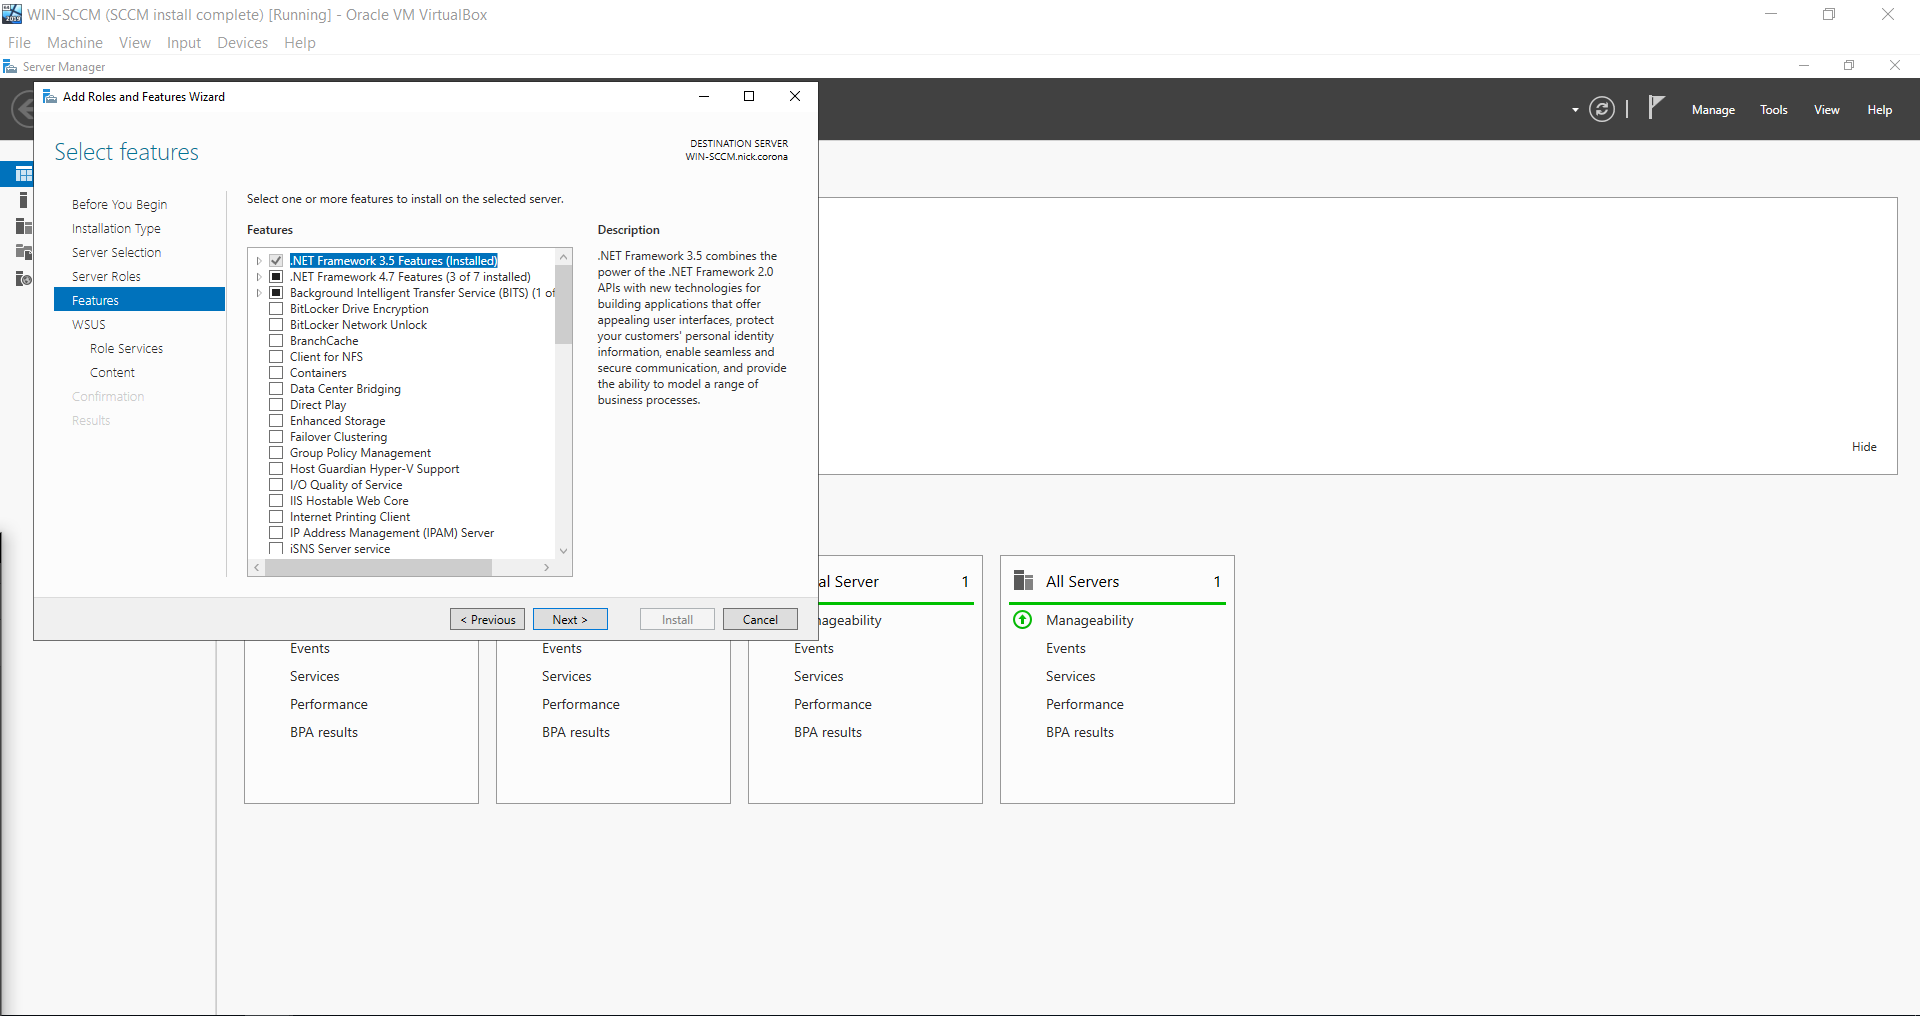 WIN-SCCM (SCCM install complete) [Running] - Oracle VM VirtualBox
File Machine View Input Devices Help
Server Manager
Add Roles and Features Wizard
Manage Tools View Help
Select features
DESTINATION SERVER
WIN-SCCM.nick.corona
Before You Begin
Installation Type
Server Selection
Server Roles
Features
WSUS
Role Services
Content
Confirmation
Results
Select one or more features to install on the selected server.
Features
.NET Framework 3.5 Features (Installed)
.NET Framework 4.7 Features (3 of 7 installed)
Background Intelligent Transfer Service (BITS) (1 of
BitLocker Drive Encryption
BitLocker Network Unlock
BranchCache
Client for NFS
Containers
Data Center Bridging
Direct Play
Enhanced Storage
Failover Clustering
Group Policy Management
Host Guardian Hyper-V Support
I/O Quality of Service
IIS Hostable Web Core
Internet Printing Client
IP Address Management (IPAM) Server
iSNS Server service
Description
.NET Framework 3.5 combines the
power of the .NET Framework 2.0
APIs with new technologies for
building applications that offer
appealing user interfaces, protect
your customers' personal identity
information, enable seamless and
secure communication, and provide
the ability to model a range of
business processes.
< Previous Next > Install Cancel
Hide
al Server 1
nageability
All Servers 1
Manageability
Events
Services
Performance
BPA results
Events
Services
Performance
BPA results
Events
Services
Performance
BPA results
Events
Services
Performance
BPA results